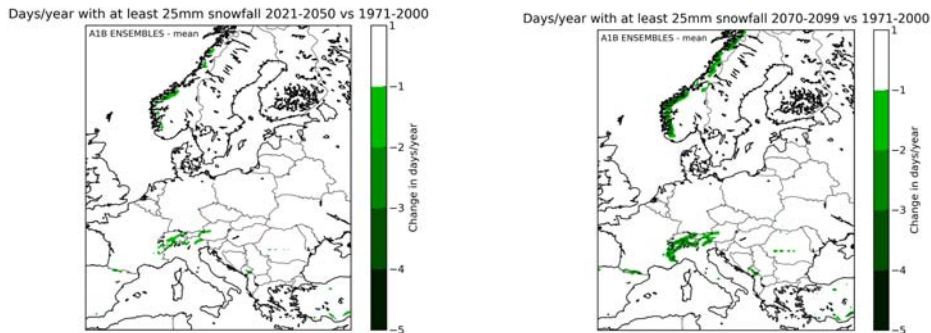 Days/year with at least 25mm snowfall 2021-2050 vs 1971-2000
A1B ENSEMBLES - mean
1
−1
−2
−3
−4
−5
Change in days/year
Days/year with at least 25mm snowfall 2070-2099 vs 1971-2000
A1B ENSEMBLES - mean
1
−1
−2
−3
−4
−5
Change in days/year